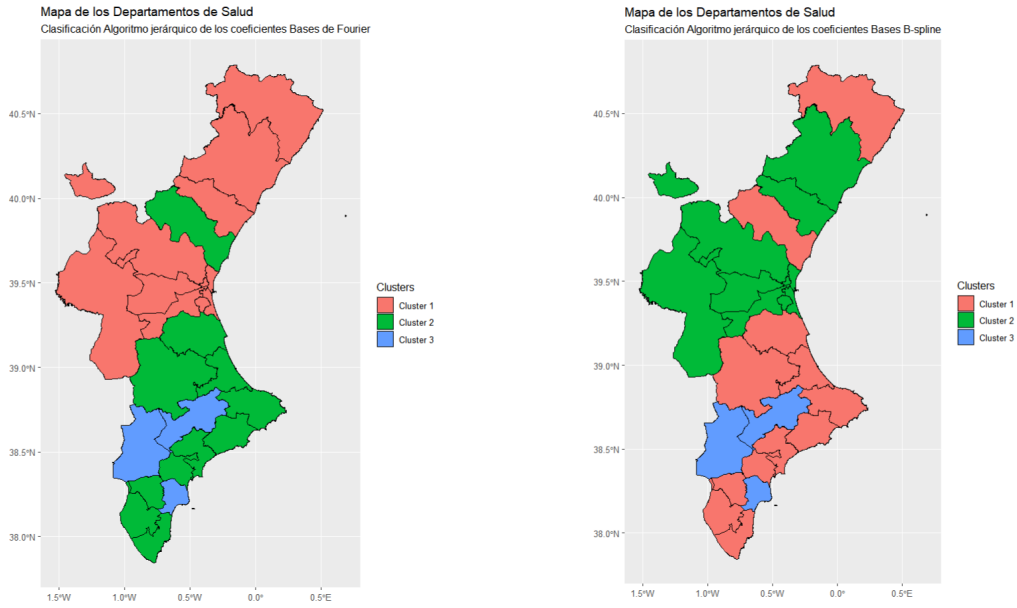 Mapa de los Departamentos de Salud
Clasificación Algoritmo jerárquico de los coeficientes Bases de Fourier
40.5°N
40.0°N
39.5°N
39.0°N
38.5°N
38.0°N
1.5°W 1.0°W 0.5°W 0.0° 0.5°E
Clusters
Cluster 1
Cluster 2
Cluster 3
Mapa de los Departamentos de Salud
Clasificación Algoritmo jerárquico de los coeficientes Bases B-spline
40.5°N
40.0°N
39.5°N
39.0°N
38.5°N
38.0°N
1.5°W 1.0°W 0.5°W 0.0° 0.5°E
Clusters
Cluster 1
Cluster 2
Cluster 3